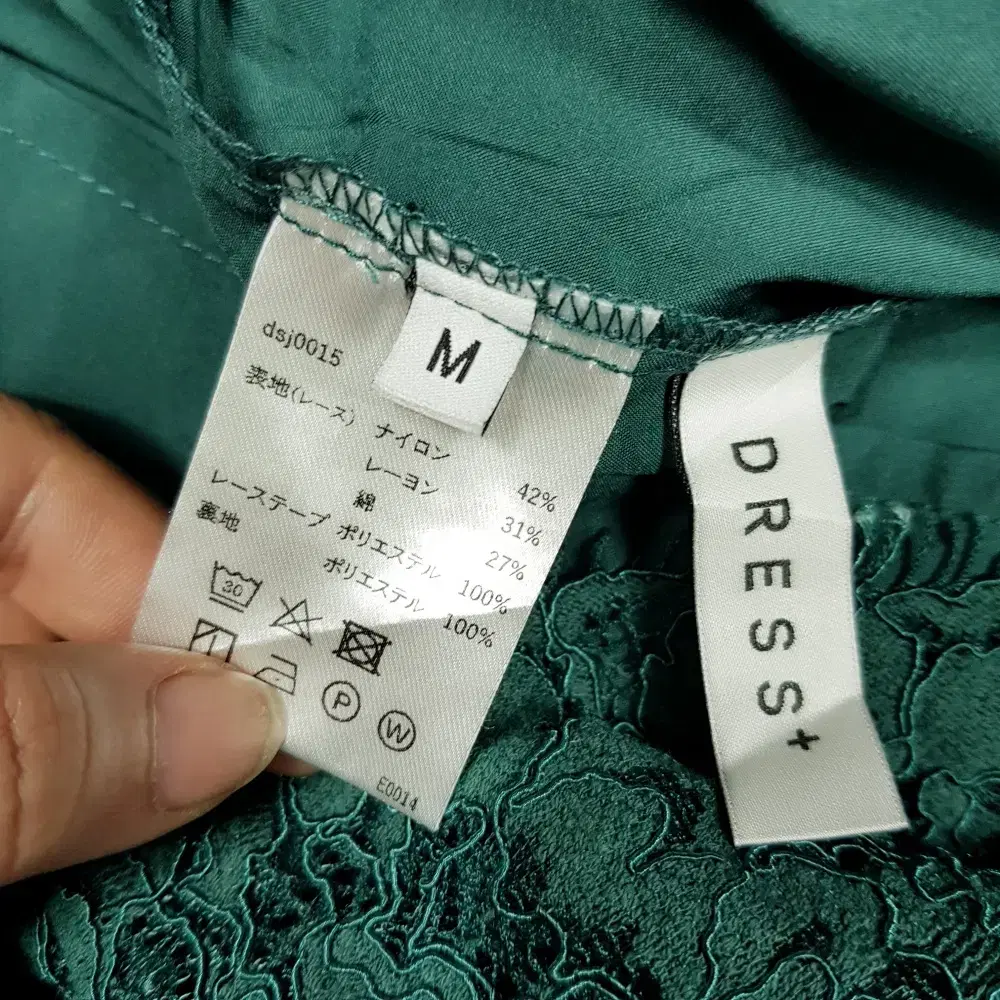 dsj0015
M
表地(レース) ナイロン 42%
レーヨン 31%
綿 27%
レーステープ ポリエステル 100%
裏地 ポリエステル 100%
30
P
W
E0014
DRESS+